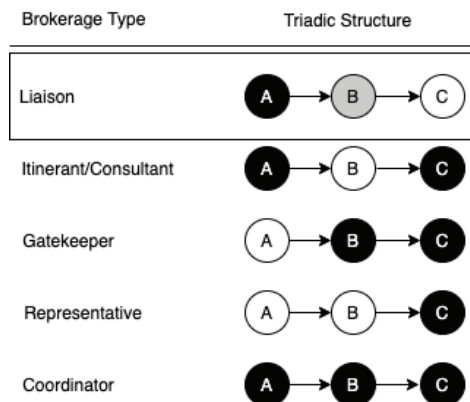 Brokerage Type Triadic Structure
Liaison A B C
Itinerant/Consultant A B C
Gatekeeper A B C
Representative A B C
Coordinator A B C